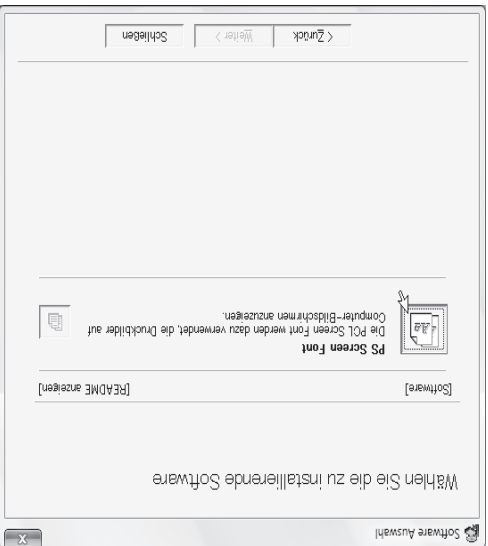 Software Auswahl
X
Wählen Sie die zu installierende Software
[Software] [README anzeigen]
PS Screen Font
Die PCL Screen Font werden dazu verwendet, die Druckbilder auf
Computer-Bildschirmen anzuzeigen.
< Zurück Weiter > Schließen